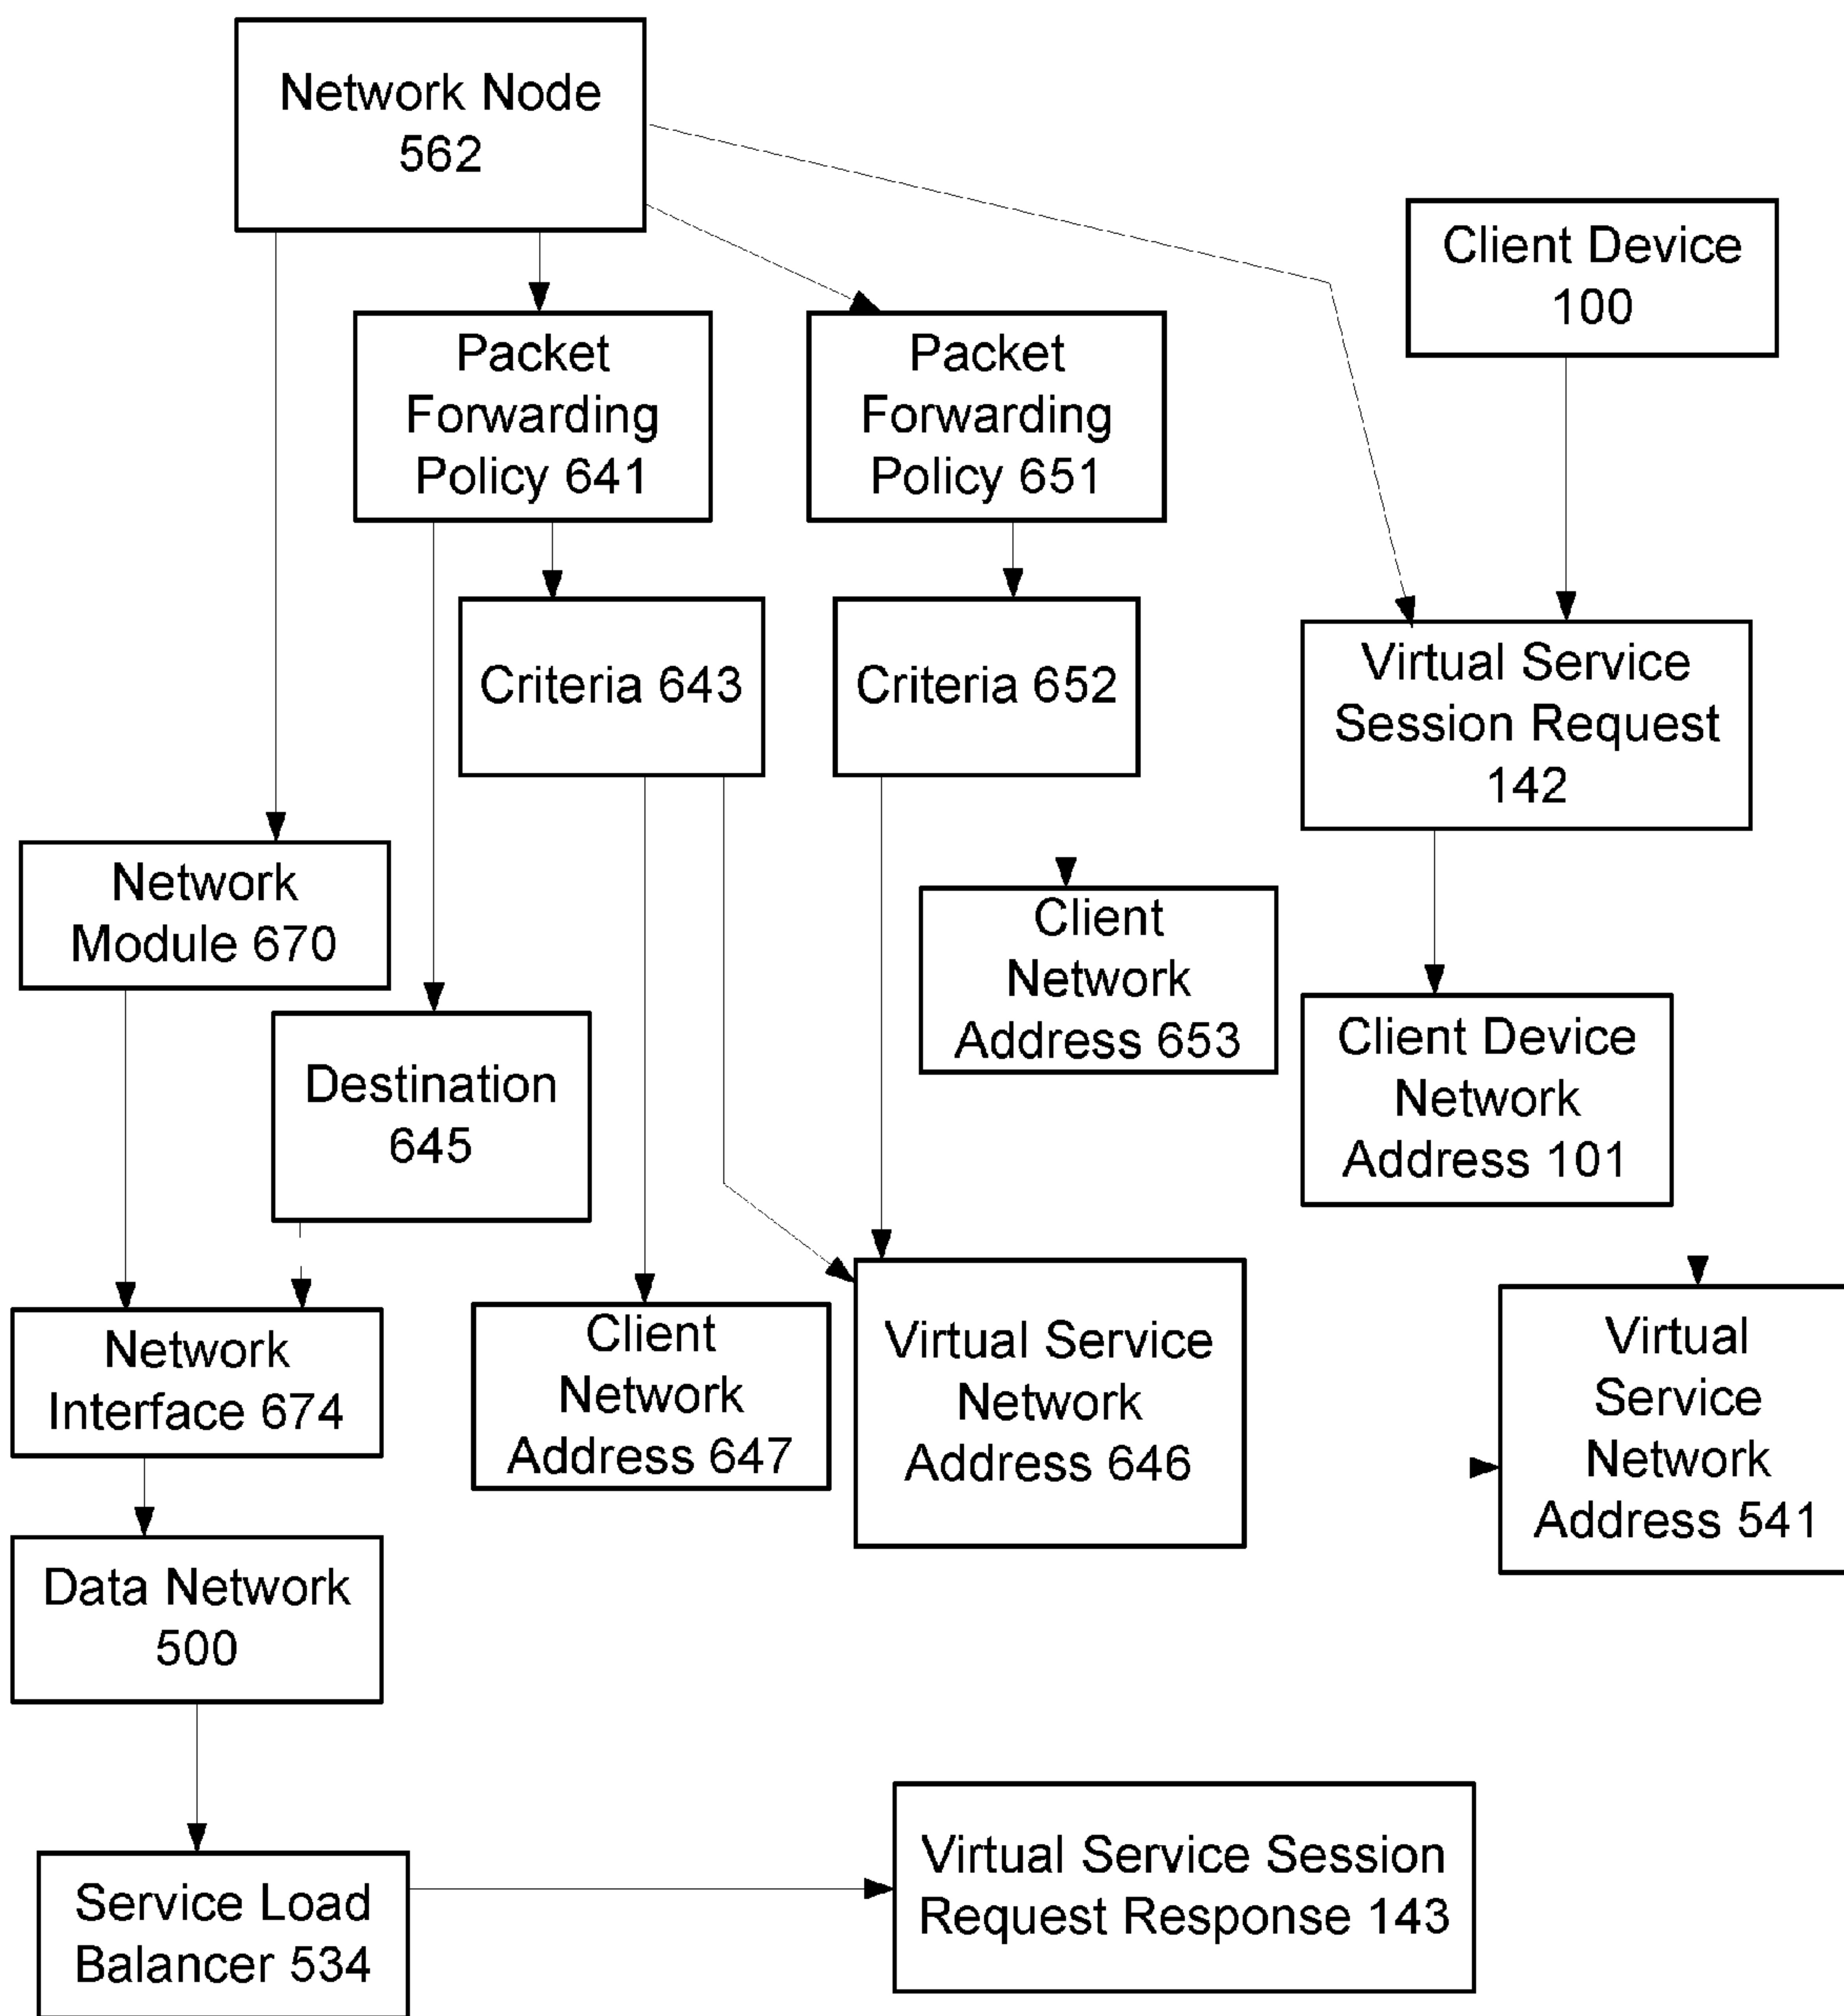 Network Node
562
Client Device
100
Packet
Forwarding
Policy 641
Packet
Forwarding
Policy 651
Criteria 643
Criteria 652
Virtual Service
Session Request
142
Network
Module 670
Client
Network
Address 653
Client Device
Network
Address 101
Destination
645
Network
Interface 674
Client
Network
Address 647
Virtual Service
Network
Address 646
Virtual
Service
Network
Address 541
Data Network
500
Service Load
Balancer 534
Virtual Service Session
Request Response 143